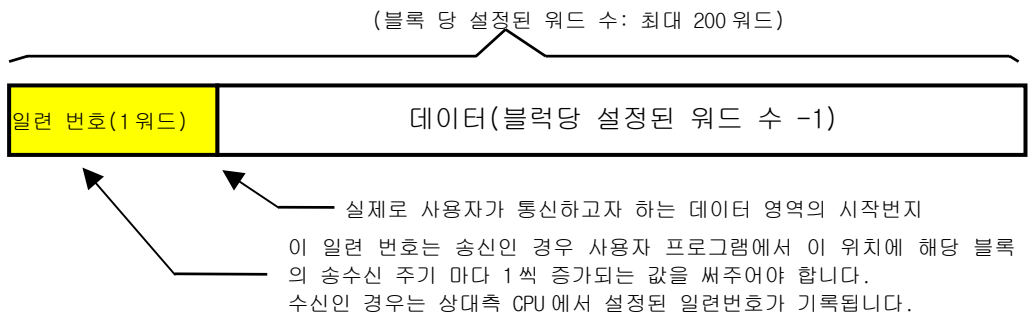 (블록 당 설정된 워드 수: 최대 200 워드)
일련 번호(1 워드)
데이터(블럭당 설정된 워드 수 -1)
실제로 사용자가 통신하고자 하는 데이터 영역의 시작번지
이 일련 번호는 송신인 경우 사용자 프로그램에서 이 위치에 해당 블록
의 송수신 주기 마다 1 씩 증가되는 값을 써주어야 합니다.
수신인 경우는 상대측 CPU 에서 설정된 일련번호가 기록됩니다.